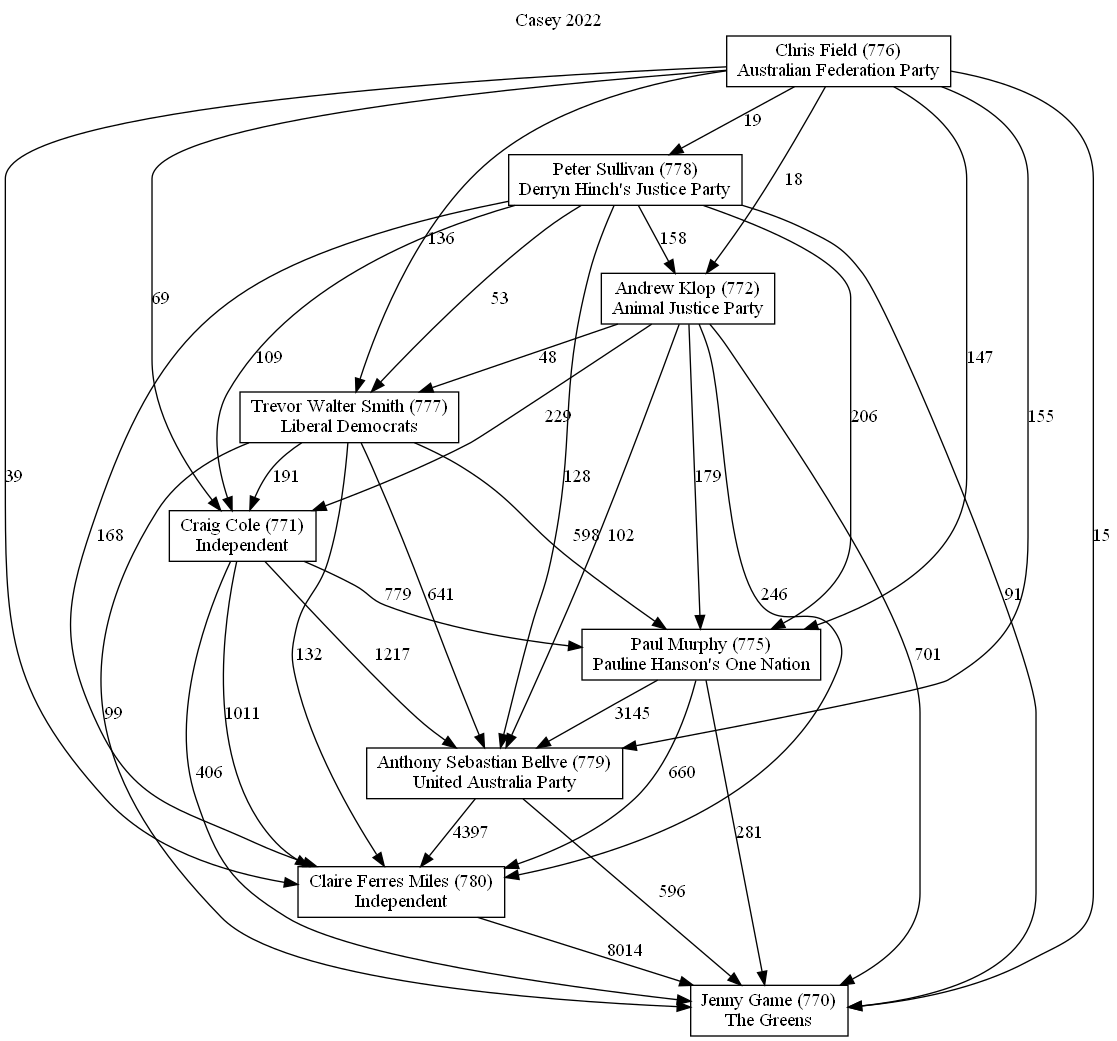 Casey 2022
Chris Field (776)
Australian Federation Party
19
Peter Sullivan (778)
Derryn Hinch's Justice Party
18
136
158
Andrew Klop (772)
Animal Justice Party
69
53
109
48
147
Trevor Walter Smith (777)
Liberal Democrats
229
206
155
39
191
128
179
Craig Cole (771)
Independent
168
598
102
15
779
641
246
91
Paul Murphy (775)
Pauline Hanson's One Nation
132
1217
701
99
1011
3145
Anthony Sebastian Bellve (779)
United Australia Party
406
660
4397
281
Claire Ferres Miles (780)
Independent
596
8014
Jenny Game (770)
The Greens